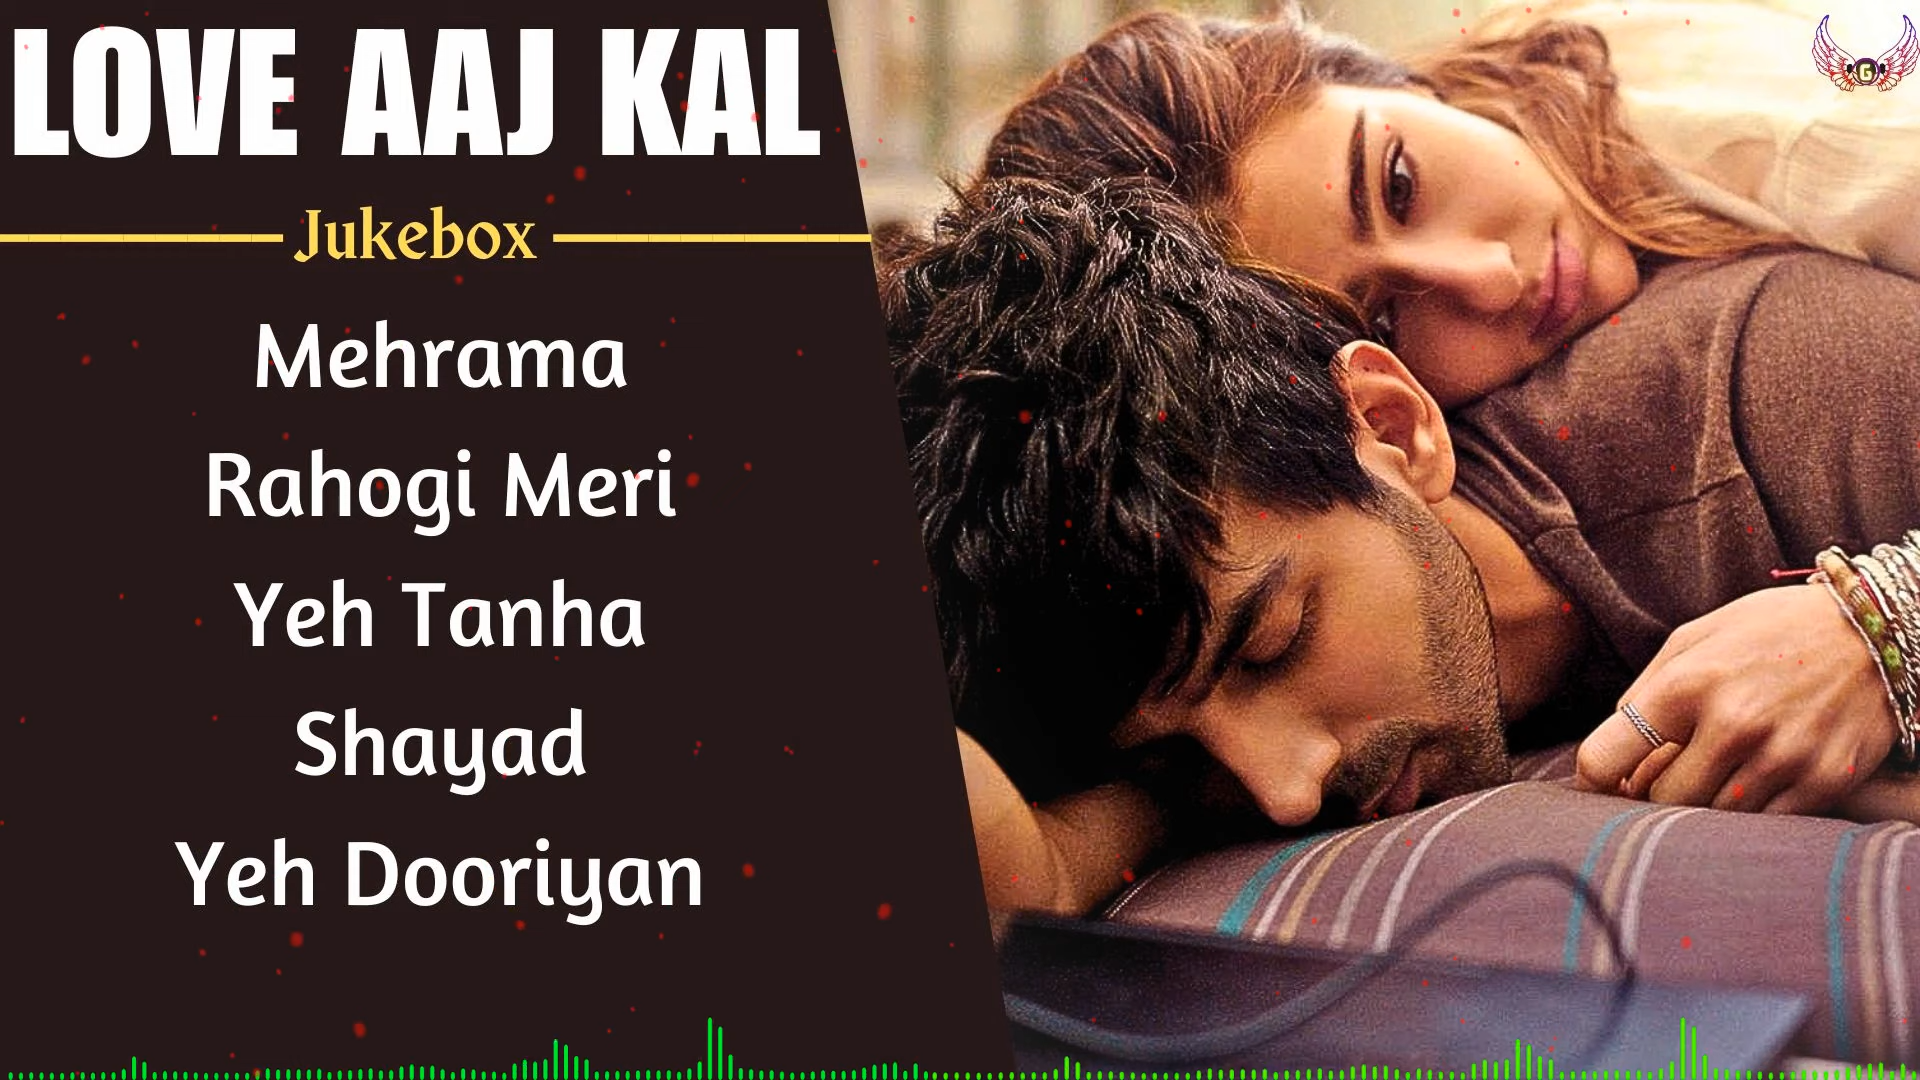 LOVE AAJ KAL
Jukebox
Mehrama
Rahogi Meri
Yeh Tanha
Shayad
Yeh Dooriyan
G